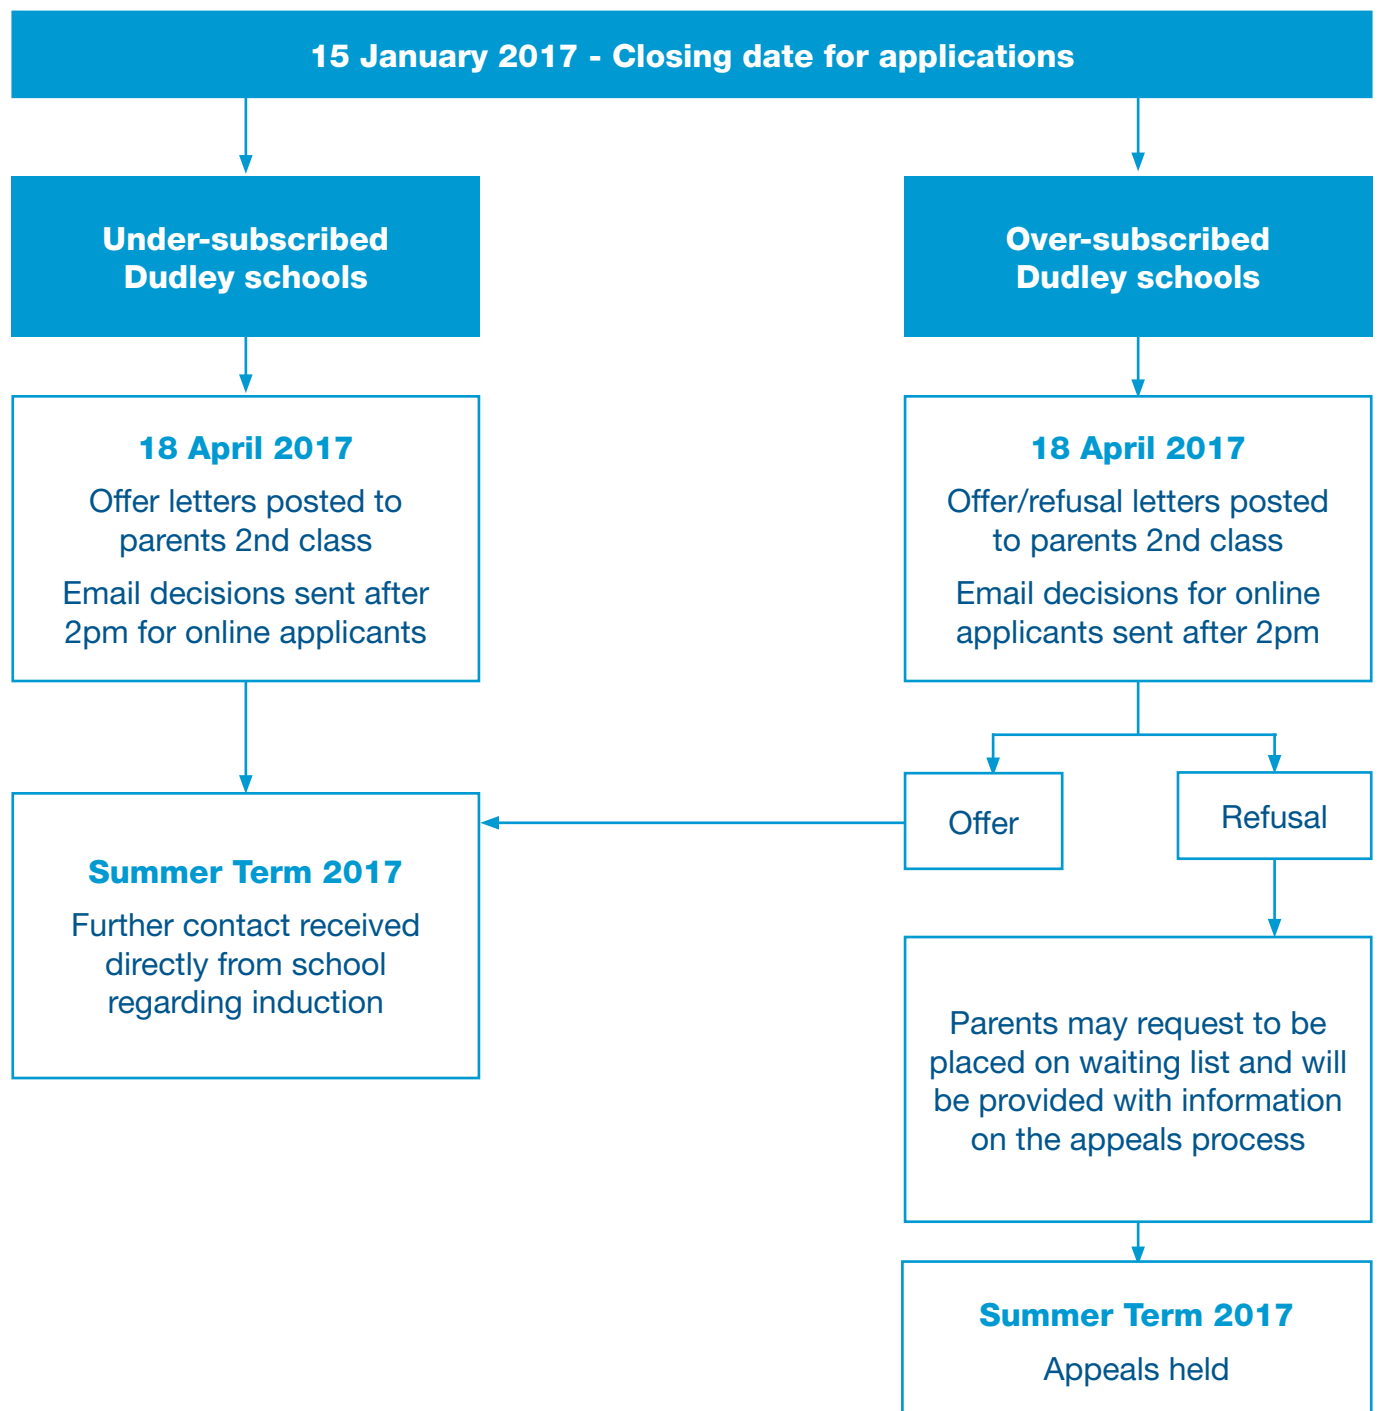 15 January 2017 - Closing date for applications
Under-subscribed
Dudley schools
Over-subscribed
Dudley schools
18 April 2017
Offer letters posted to
parents 2nd class
Email decisions sent after
2pm for online applicants
18 April 2017
Offer/refusal letters posted
to parents 2nd class
Email decisions for online
applicants sent after 2pm
Offer
Refusal
Summer Term 2017
Further contact received
directly from school
regarding induction
Parents may request to be
placed on waiting list and will
be provided with information
on the appeals process
Summer Term 2017
Appeals held